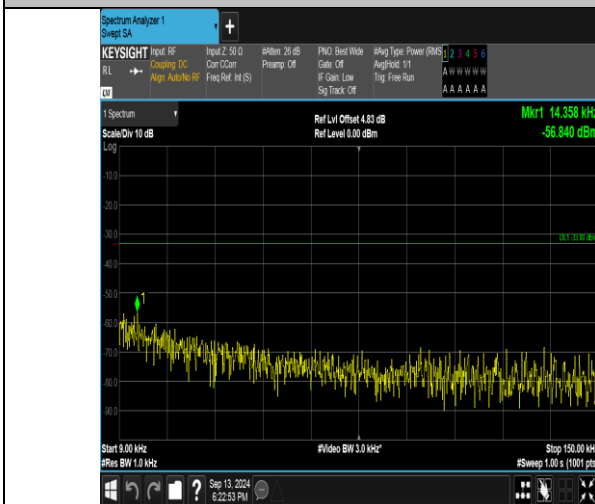 Spectrum Analyzer 1
Swept SA
+
KEYSIGHT Input: RF Input Z: 50 Ω #Atten: 26 dB PNO: Best Wide #Avg Type: Power (RMS 1 2 3 4 5 6
RL Coupling: DC Corr CCorr Preamp: Off Gate: Off Avg|Hold: 1/1 A W W W W W
Align: Auto/No RF Freq Ref: Int (S) IF Gain: Low Trig: Free Run
Sig Track: Off A A A A A A
LXI
1 Spectrum Ref Lvl Offset 4.83 dB Mkr1 14.358 kHz
Scale/Div 10 dB Ref Level 0.00 dBm -56.840 dBm
Log
-10.0
-20.0
-30.0
DL1 -33.00 dBm
-40.0
-50.0
1
-60.0
-70.0
-80.0
-90.0
Start 9.00 kHz #Video BW 3.0 kHz* Stop 150.00 kHz
#Res BW 1.0 kHz #Sweep 1.00 s (1001 pts
? Sep 13, 2024
6:22:53 PM